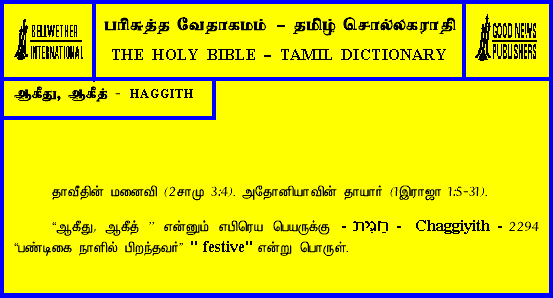 BELLWETHER
INTERNATIONAL
பரிசுத்த வேதாகமம் – தமிழ் சொல்லகராதி
THE HOLY BIBLE – TAMIL DICTIONARY
GOOD NEWS
PUBLISHERS
ஆகீது, ஆகீத் - HAGGITH
தாவீதின் மனைவி (2சாமு 3:4). அதோனியாவின் தாயார் (1இராஜா 1:5-31).
“ஆகீது, ஆகீத் ” என்னும் எபிரெய பெயருக்கு - חַגִּית - Chaggiyith - 2294
“பண்டிகை நாளில் பிறந்தவர்” " festive" என்று பொருள்.